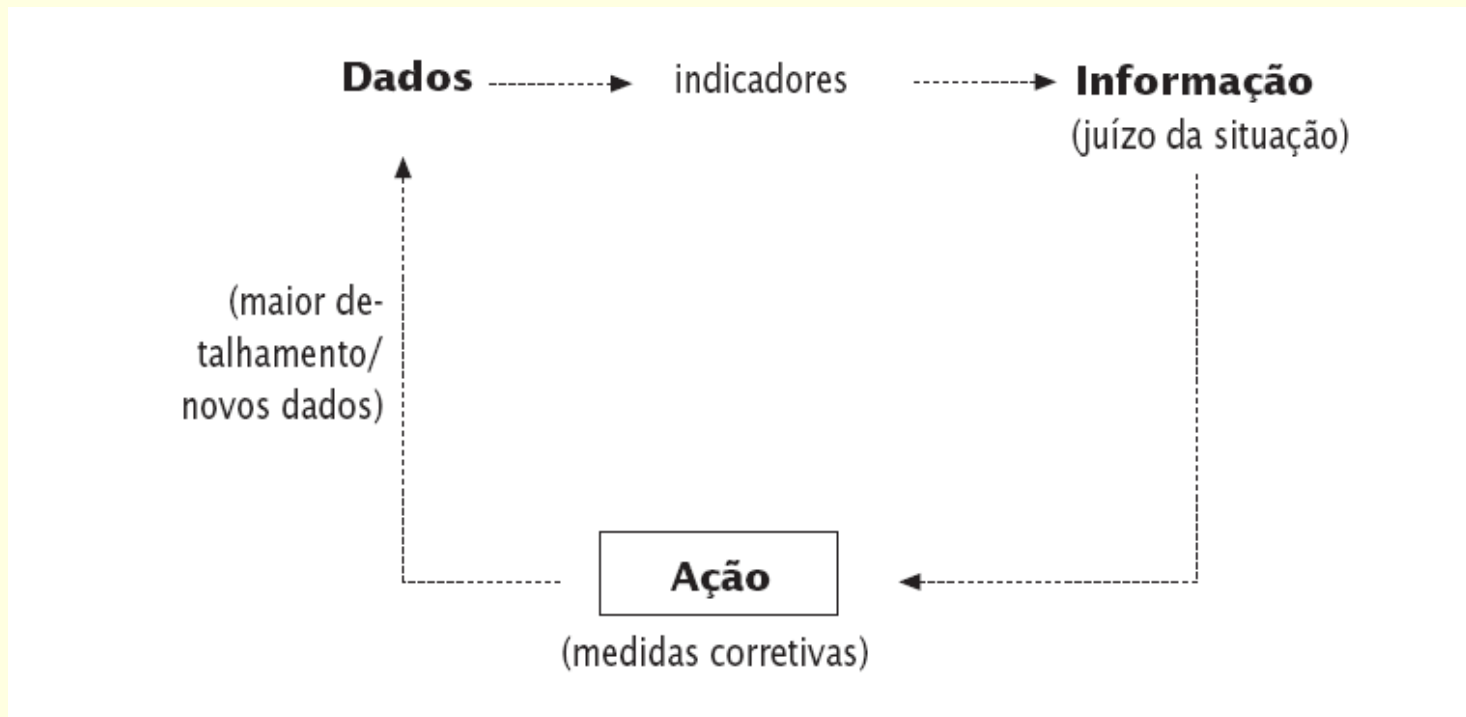 Dados indicadores Informação
(juízo da situação)
(maior de-
talhamento/
novos dados)
Ação
(medidas corretivas)